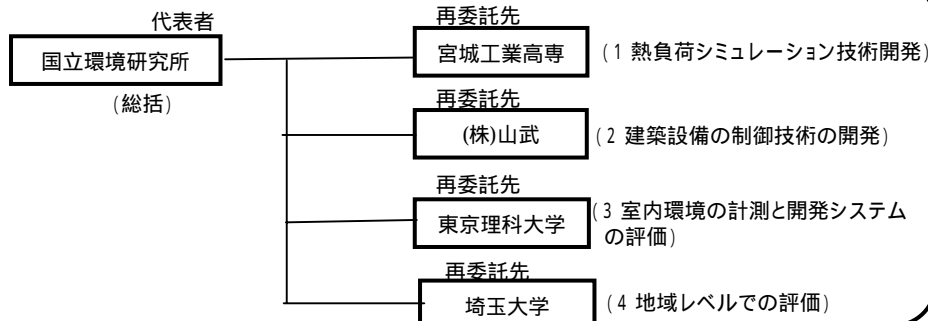 代表者
国立環境研究所
(総括)
再委託先
宮城工業高専
(1 熱負荷シミュレーション技術開発)
再委託先
(株)山武
(2 建築設備の制御技術の開発)
再委託先
東京理科大学
(3 室内環境の計測と開発システム
の評価)
再委託先
埼玉大学
(4 地域レベルでの評価)